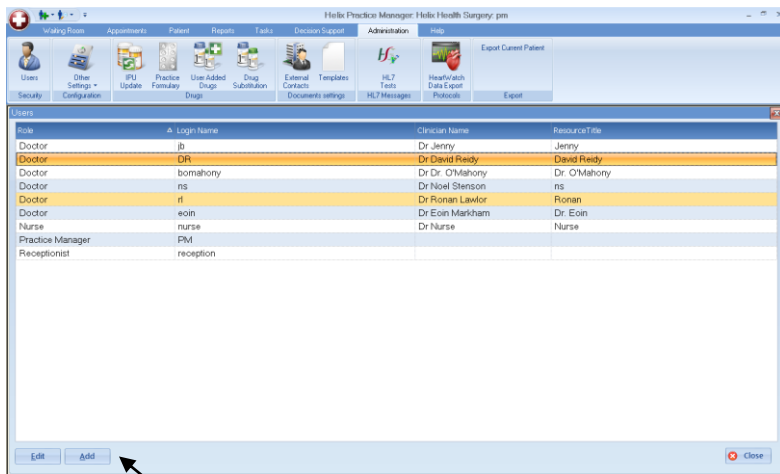 Helix Practice Manager: Helix Health Surgery: pm
Waiting Room Appointments Patient Reports Tasks Decision Support Administration Help
Users Other Settings IPU Update Practice Formulary User Added Drugs Drug Substitution External Contacts Templates HL7 Tests HeartWatch Data Export Export Current Patient
Security Configuration Drugs Documents settings HL7 Messages Protocols Export
Users
Role Login Name Clinician Name ResourceTitle
Doctor jb Dr Jenny Jenny
Doctor DR Dr David Reidy David Reidy
Doctor bomahony Dr Dr. O'Mahony Dr. O'Mahony
Doctor ns Dr Noel Stenson ns
Doctor rl Dr Ronan Lawlor Ronan
Doctor eoin Dr Eoin Markham Dr. Eoin
Nurse nurse Dr Nurse Nurse
Practice Manager PM
Receptionist reception
Edit Add Close